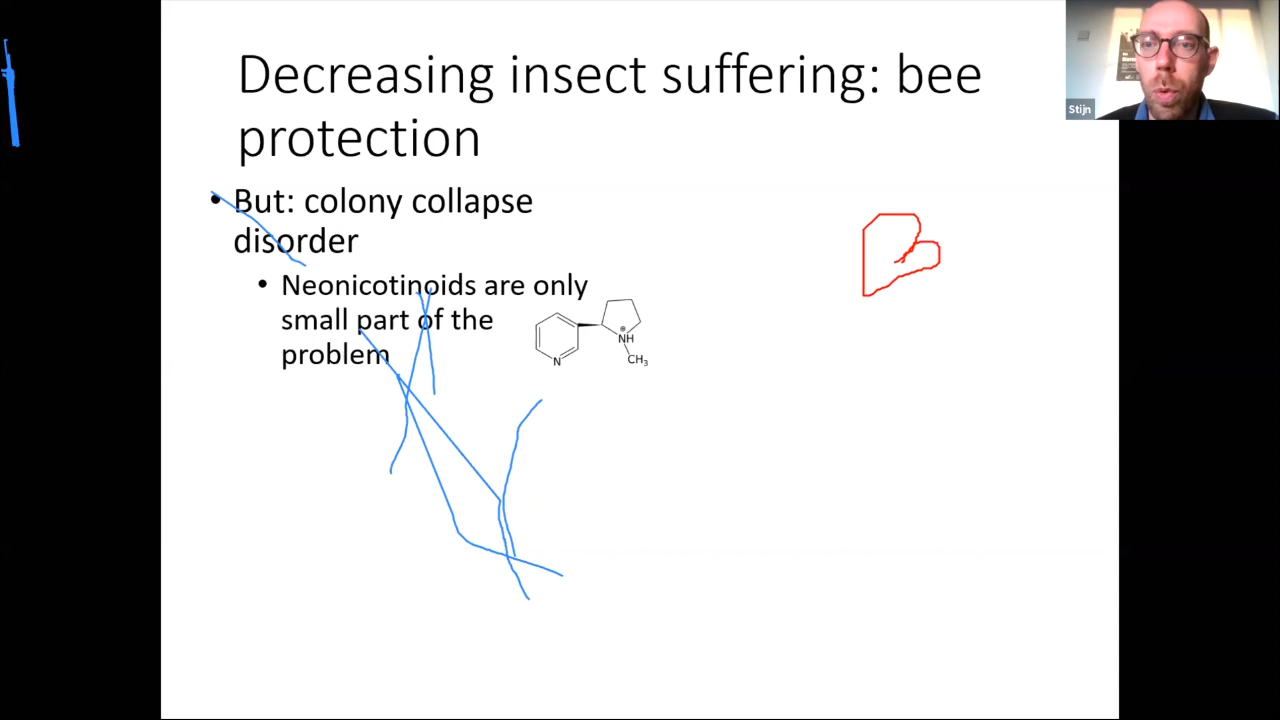 Decreasing insect suffering: bee
protection
• But: colony collapse
disorder
• Neonicotinoids are only
small part of the
problem
N
NH
CH₃
Stijn